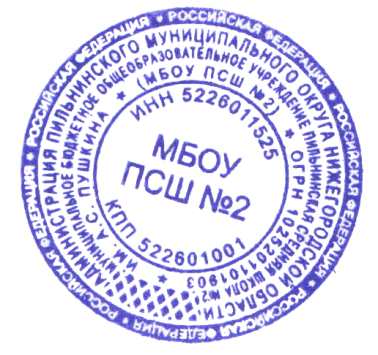 РОССИЙСКАЯ ФЕДЕРАЦИЯ * РОССИЙСКАЯ ФЕДЕРАЦИЯ * РОССИЙСКАЯ ФЕДЕРАЦИЯ * РОССИЙСКАЯ ФЕДЕРАЦИЯ *
(АДМИНИСТРАЦИЯ ПИЛЬНИНСКОГО МУНИЦИПАЛЬНОГО ОКРУГА НИЖЕГОРОДСКОЙ ОБЛАСТИ)
МУНИЦИПАЛЬНОЕ БЮДЖЕТНОЕ ОБЩЕОБРАЗОВАТЕЛЬНОЕ УЧРЕЖДЕНИЕ ПИЛЬНИНСКАЯ СРЕДНЯЯ ШКОЛА №2
ИМ. А.С. ПУШКИНА * (МБОУ ПСШ №2) * ОГРН
ИНН 5226011525
МБОУ
ПСШ №2
КПП 522601001